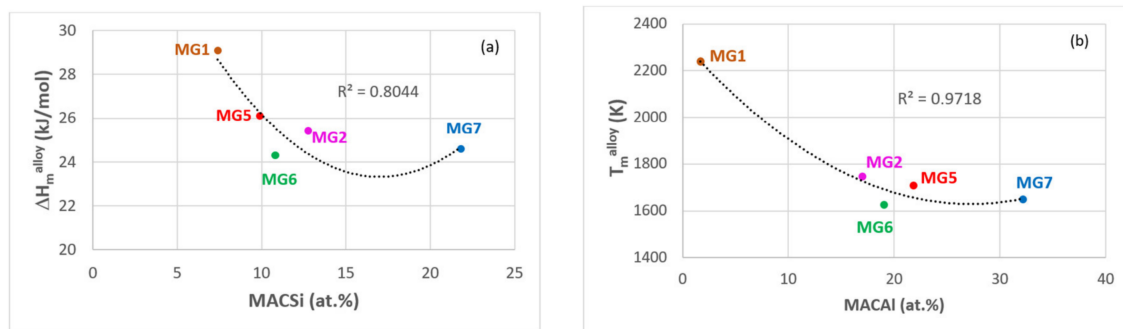 30
28
26
24
22
20
ΔHₘᵃˡˡᵒʸ (kJ/mol)
(a)
MG1
R² = 0.8044
MG5
MG2
MG7
MG6
0 5 10 15 20 25
MACSi (at.%)
2400
2200
2000
1800
1600
1400
Tₘᵃˡˡᵒʸ (K)
(b)
MG1
R² = 0.9718
MG2
MG5
MG7
MG6
0 10 20 30 40
MACAl (at.%)